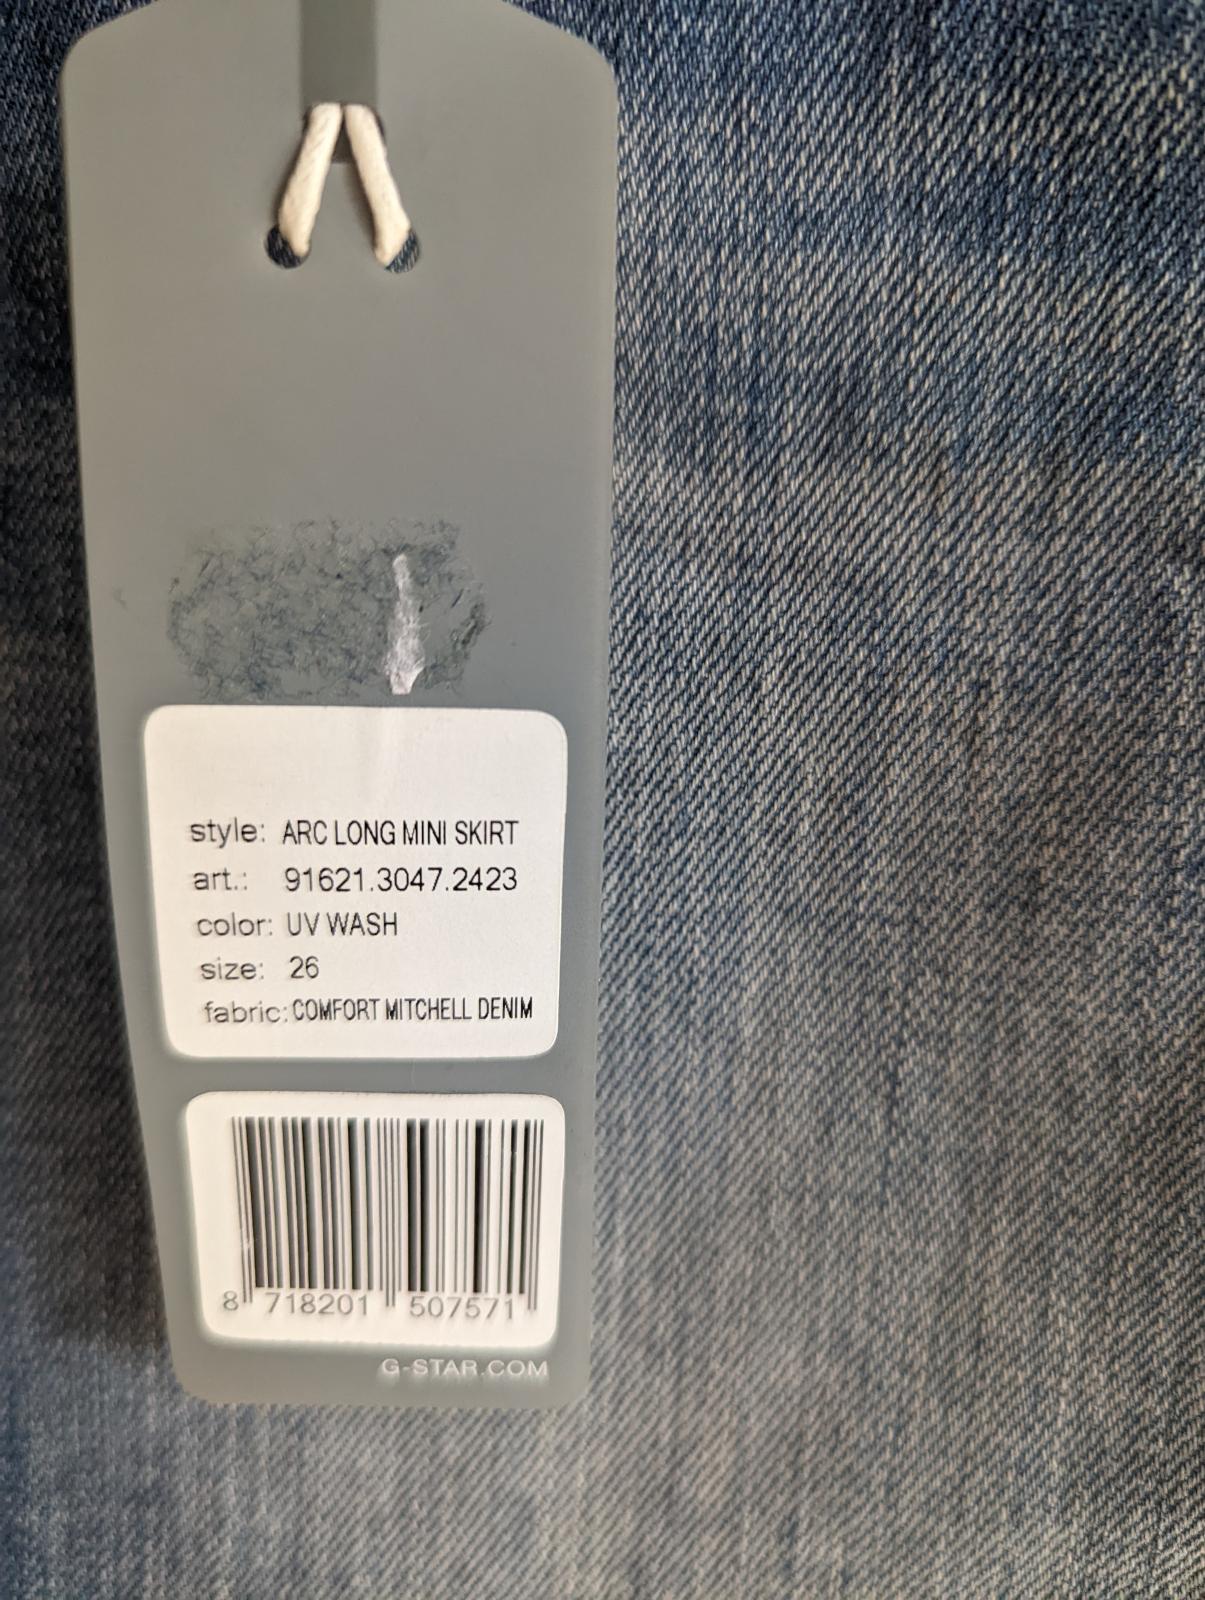 style: ARC LONG MINI SKIRT
art.: 91621.3047.2423
color: UV WASH
size: 26
fabric: COMFORT MITCHELL DENIM
8 718201 507571
G-STAR.COM